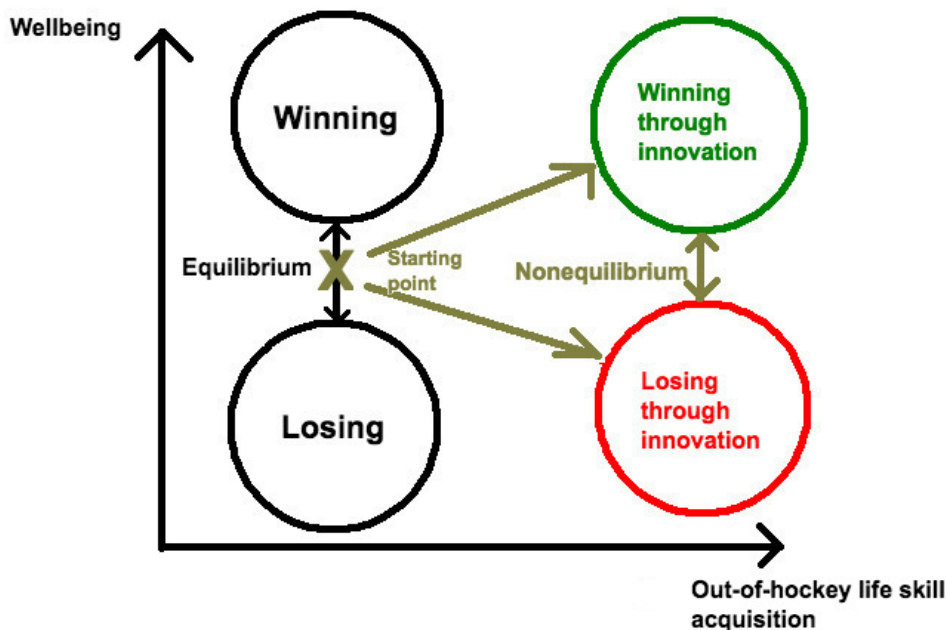 Wellbeing
Winning
Winning
through
innovation
Equilibrium
X
Starting
point
Nonequilibrium
Losing
Losing
through
innovation
Out-of-hockey life skill
acquisition